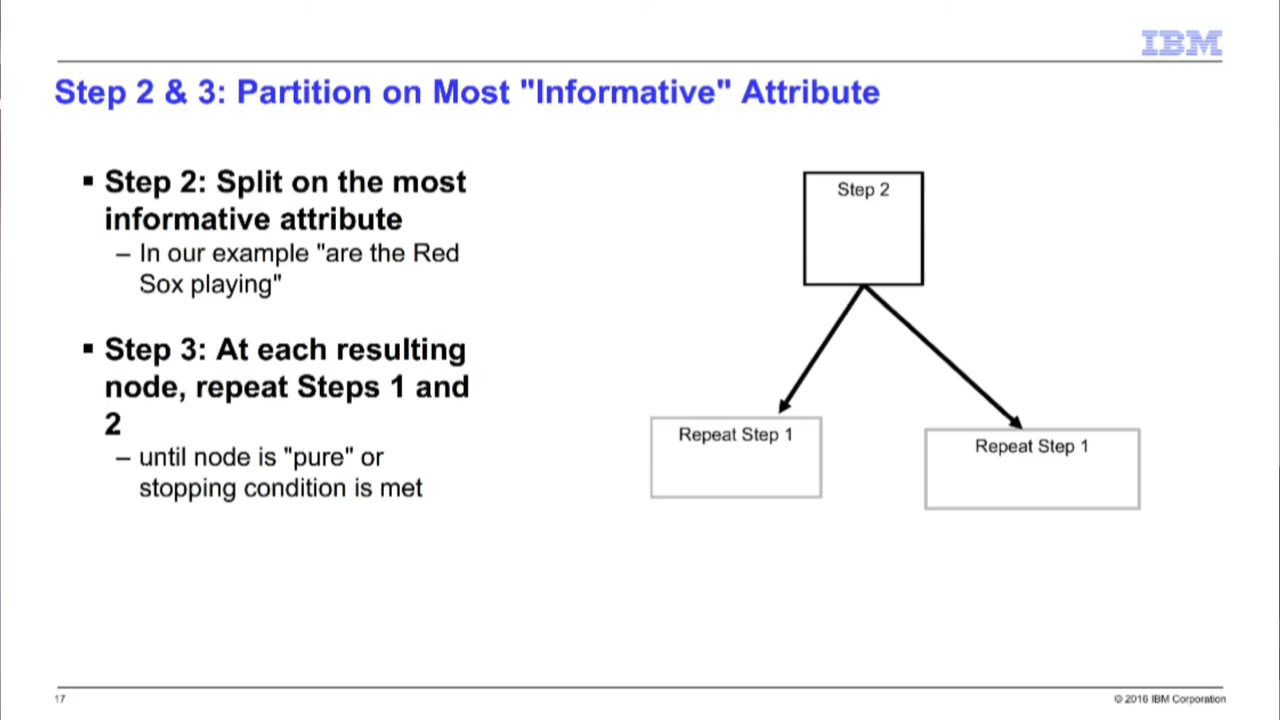 IBM
Step 2 & 3: Partition on Most "Informative" Attribute
▪ Step 2: Split on the most
informative attribute
– In our example "are the Red
Sox playing"
▪ Step 3: At each resulting
node, repeat Steps 1 and
2
– until node is "pure" or
stopping condition is met
Step 2
Repeat Step 1
Repeat Step 1
17
© 2016 IBM Corporation